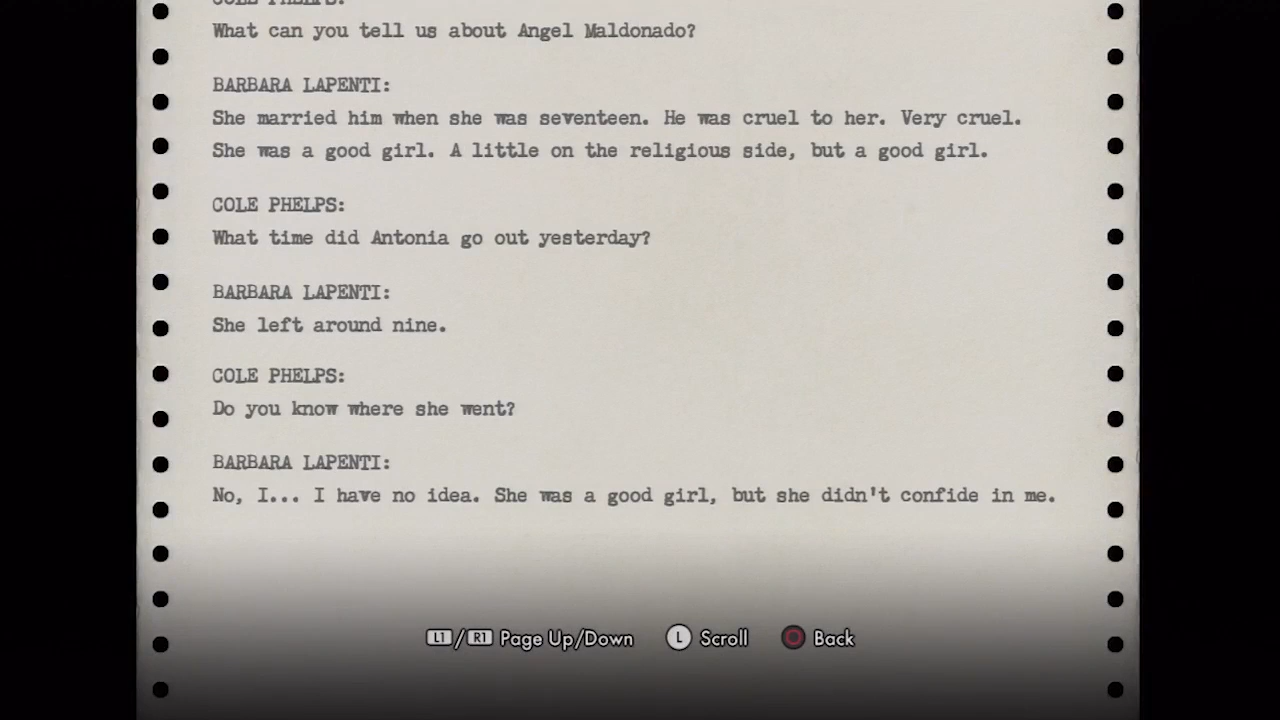 COLE PHELPS:
What can you tell us about Angel Maldonado?
BARBARA LAPENTI:
She married him when she was seventeen. He was cruel to her. Very cruel.
She was a good girl. A little on the religious side, but a good girl.
COLE PHELPS:
What time did Antonia go out yesterday?
BARBARA LAPENTI:
She left around nine.
COLE PHELPS:
Do you know where she went?
BARBARA LAPENTI:
No, I... I have no idea. She was a good girl, but she didn't confide in me.
L1/R1 Page Up/Down L Scroll Back